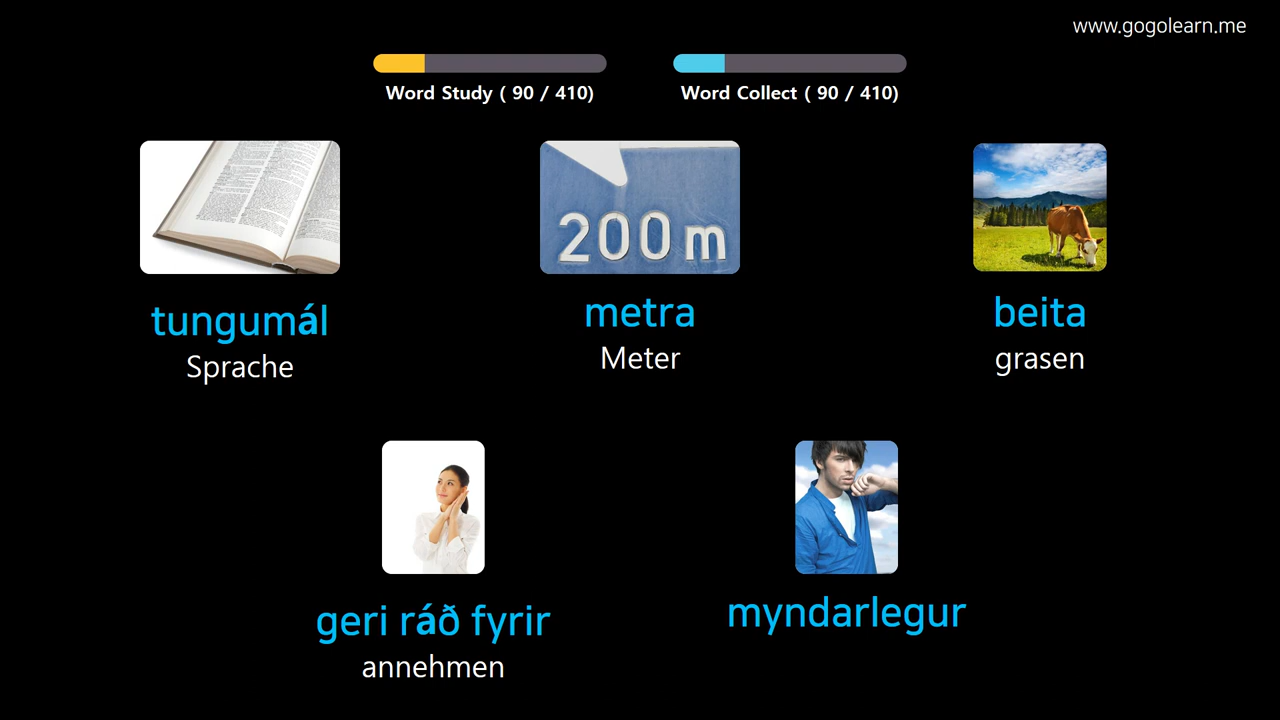 www.gogolearn.me
Word Study ( 90 / 410)
Word Collect ( 90 / 410)
200 m
tungumál
Sprache
metra
Meter
beita
grasen
geri ráð fyrir
annehmen
myndarlegur